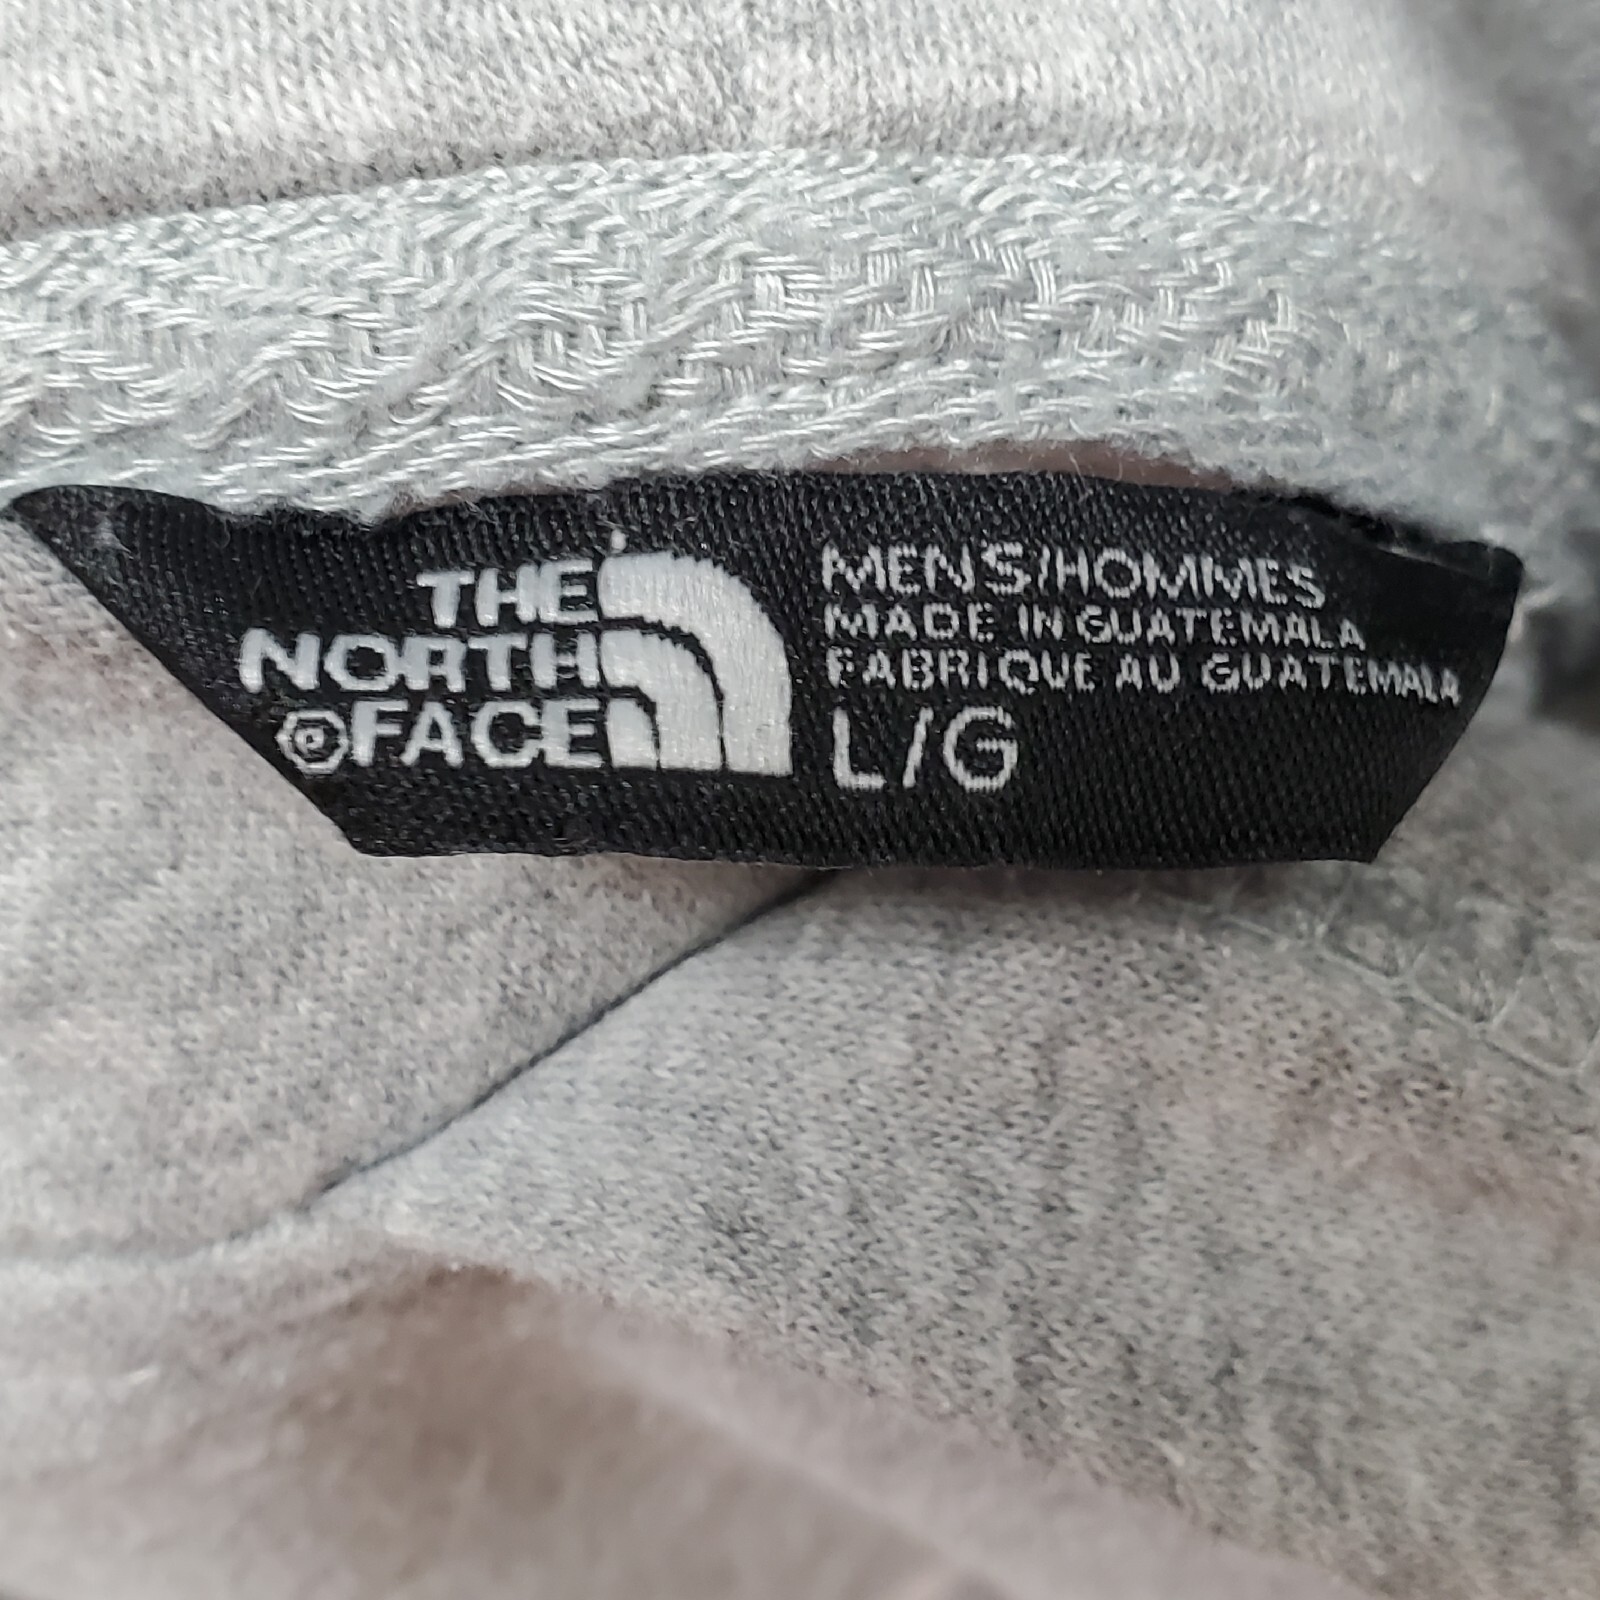 THE
NORTH
®FACE
MENS/HOMMES
MADE IN GUATEMALA
FABRIQUE AU GUATEMALA
L/G